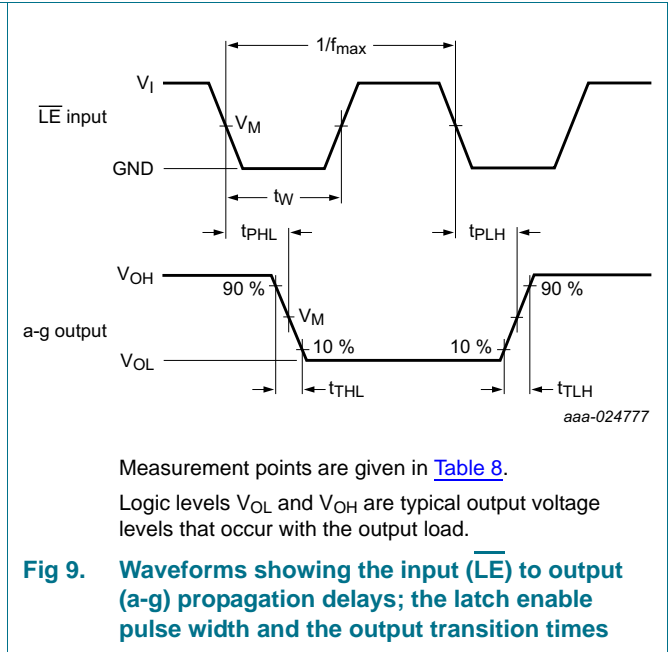 1/fmax
VI
LE input
VM
GND
tW
tPHL
tPLH
VOH
90 %
90 %
VM
a-g output
10 %
10 %
VOL
tTHL
tTLH
aaa-024777
Measurement points are given in Table 8.
Logic levels VOL and VOH are typical output voltage
levels that occur with the output load.
Fig 9. Waveforms showing the input (LE) to output
(a-g) propagation delays; the latch enable
pulse width and the output transition times